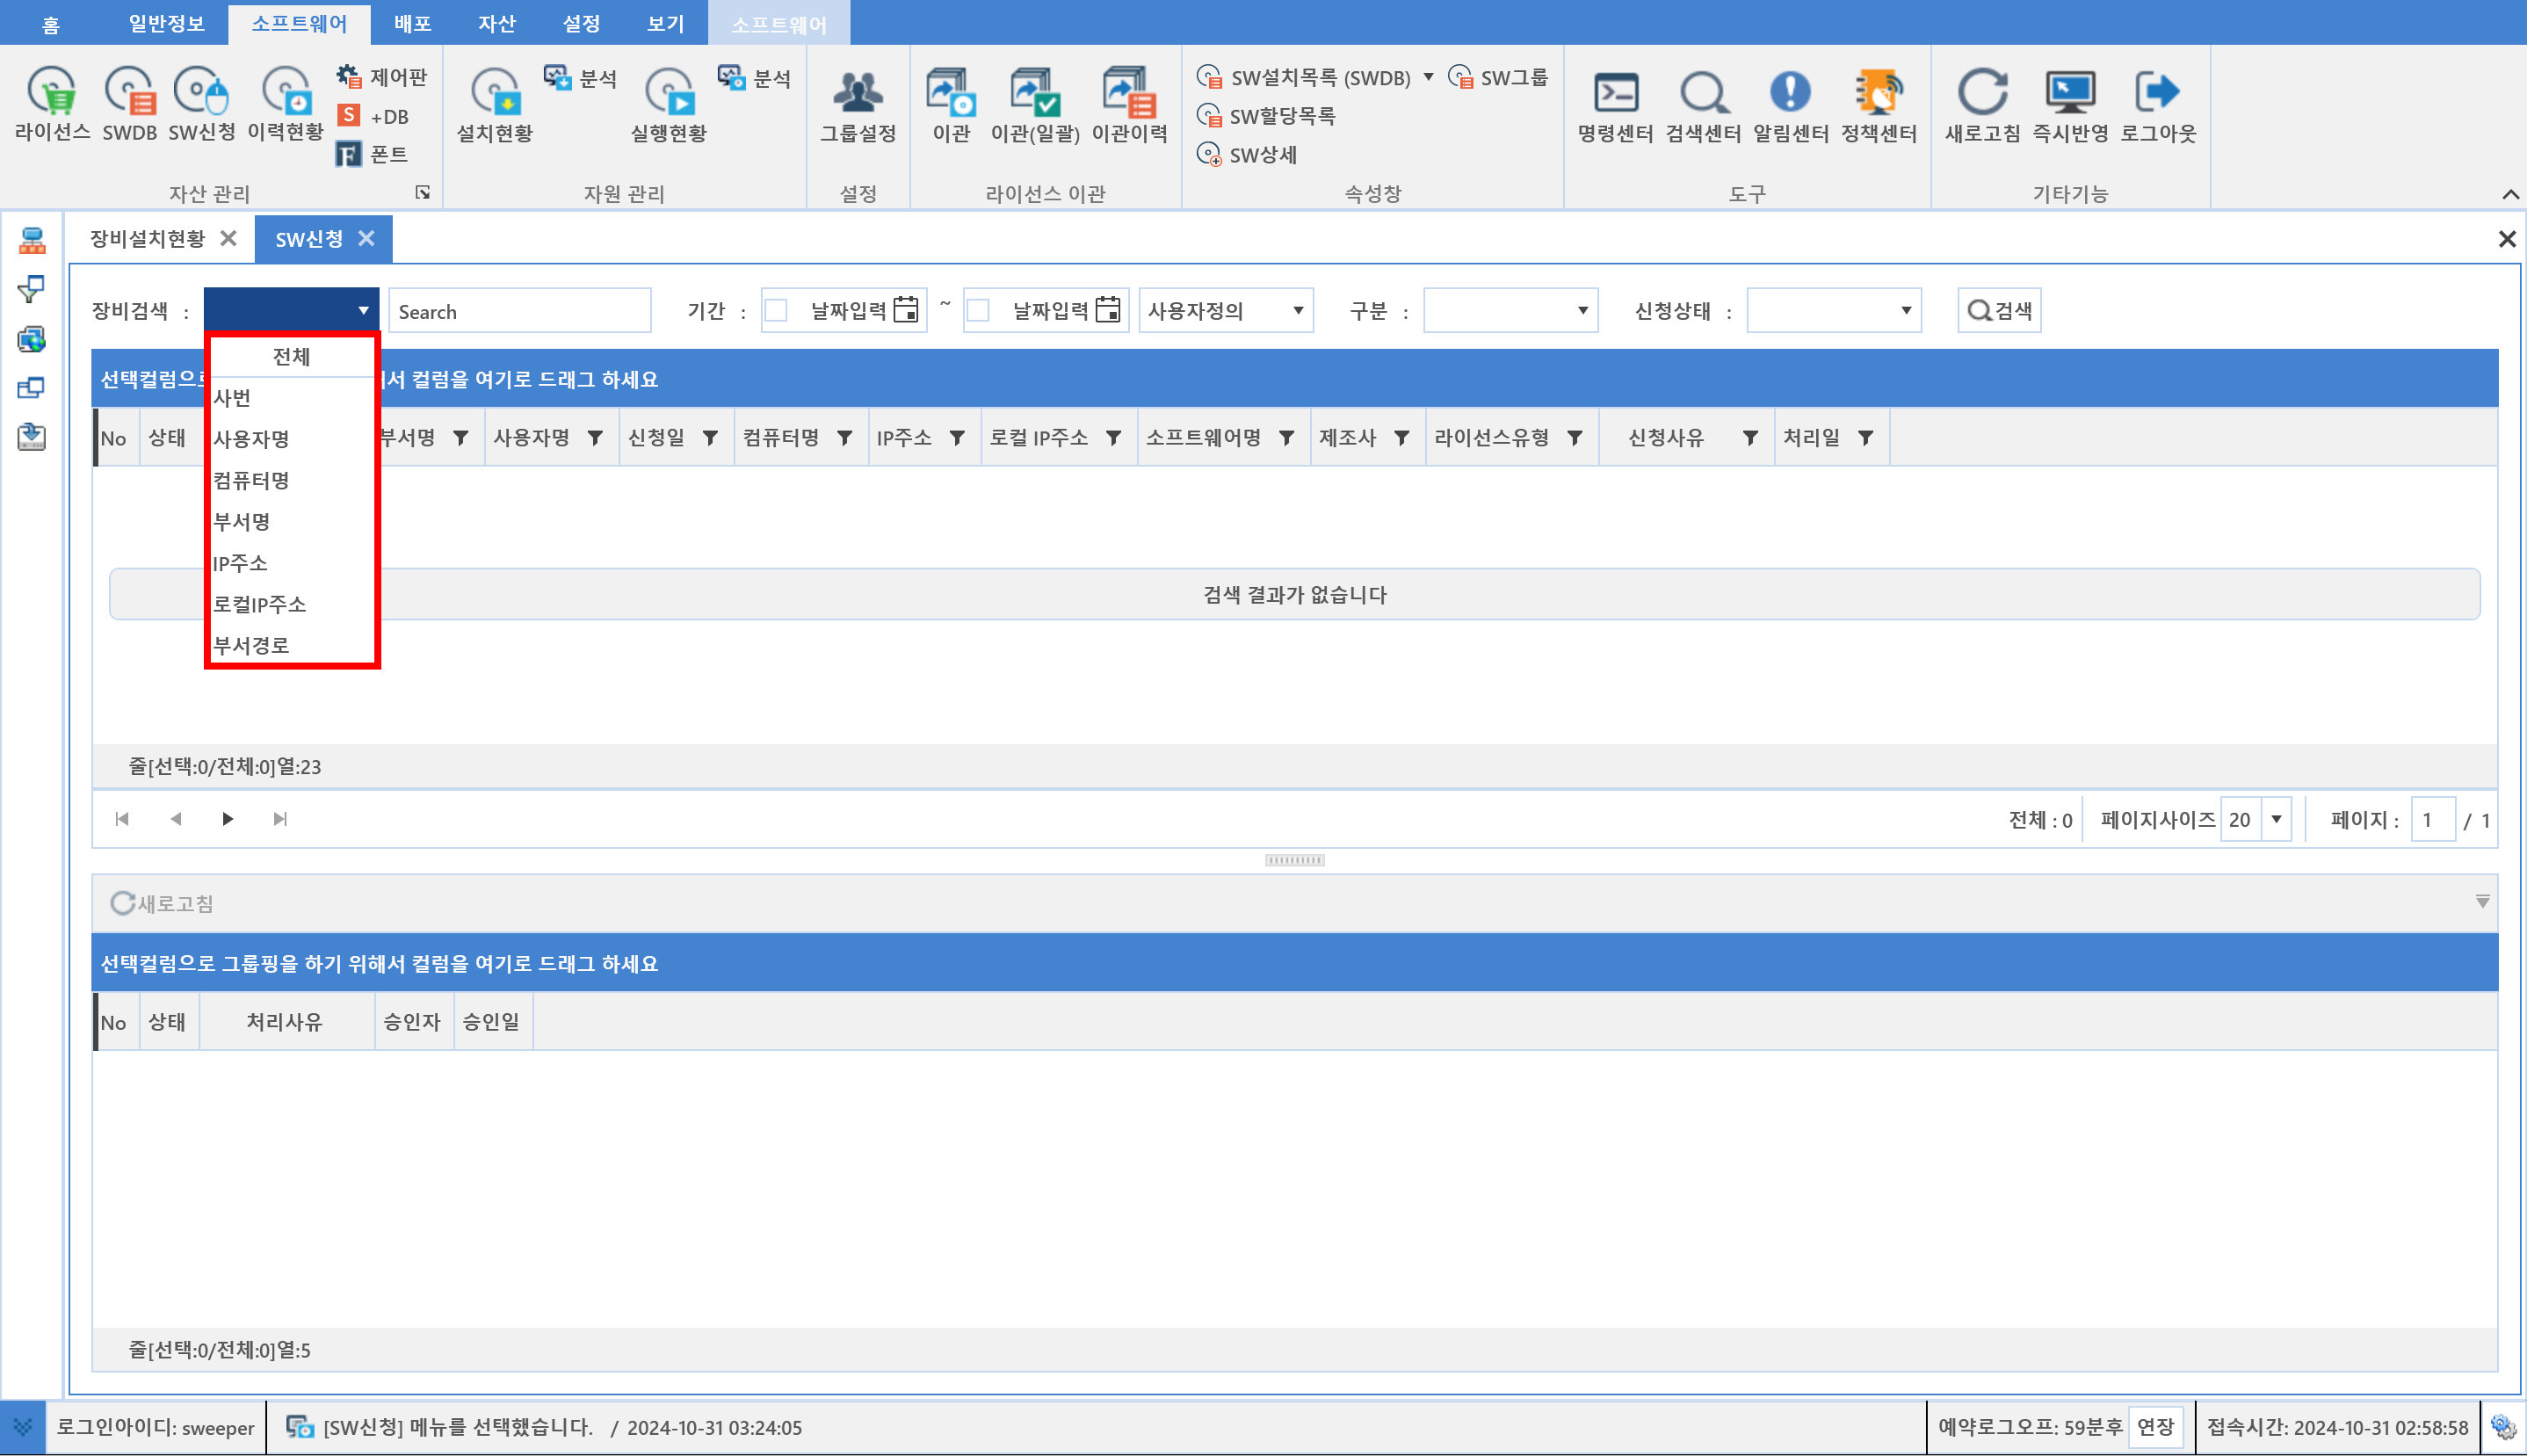 홈 일반정보 소프트웨어 배포 자산 설정 보기 소프트웨어
라이선스 SWDB SW신청 이력현황 제어판 +DB 폰트
설치현황 분석 실행현황 분석
그룹설정
이관 이관(일괄) 이관이력
SW설치목록 (SWDB) SW그룹
SW할당목록
SW상세
명령센터 검색센터 알림센터 정책센터
새로고침 즉시반영 로그아웃
자산 관리 자원 관리 설정 라이선스 이관 속성창 도구 기타기능
장비설치현황 SW신청
장비검색 : Search 기간 : 날짜입력 ~ 날짜입력 사용자정의 구분 : 신청상태 : 검색
전체
사번
사용자명
컴퓨터명
부서명
IP주소
로컬IP주소
부서경로
선택컬럼으로 서 컬럼을 여기로 드래그 하세요
No 상태 부서명 사용자명 신청일 컴퓨터명 IP주소 로컬 IP주소 소프트웨어명 제조사 라이선스유형 신청사유 처리일
검색 결과가 없습니다
줄[선택:0/전체:0]열:23
전체 : 0 페이지사이즈 20 페이지 : 1 / 1
새로고침
선택컬럼으로 그룹핑을 하기 위해서 컬럼을 여기로 드래그 하세요
No 상태 처리사유 승인자 승인일
줄[선택:0/전체:0]열:5
로그인아이디: sweeper [SW신청] 메뉴를 선택했습니다. / 2024-10-31 03:24:05 예약로그오프: 59분후 연장 접속시간: 2024-10-31 02:58:58